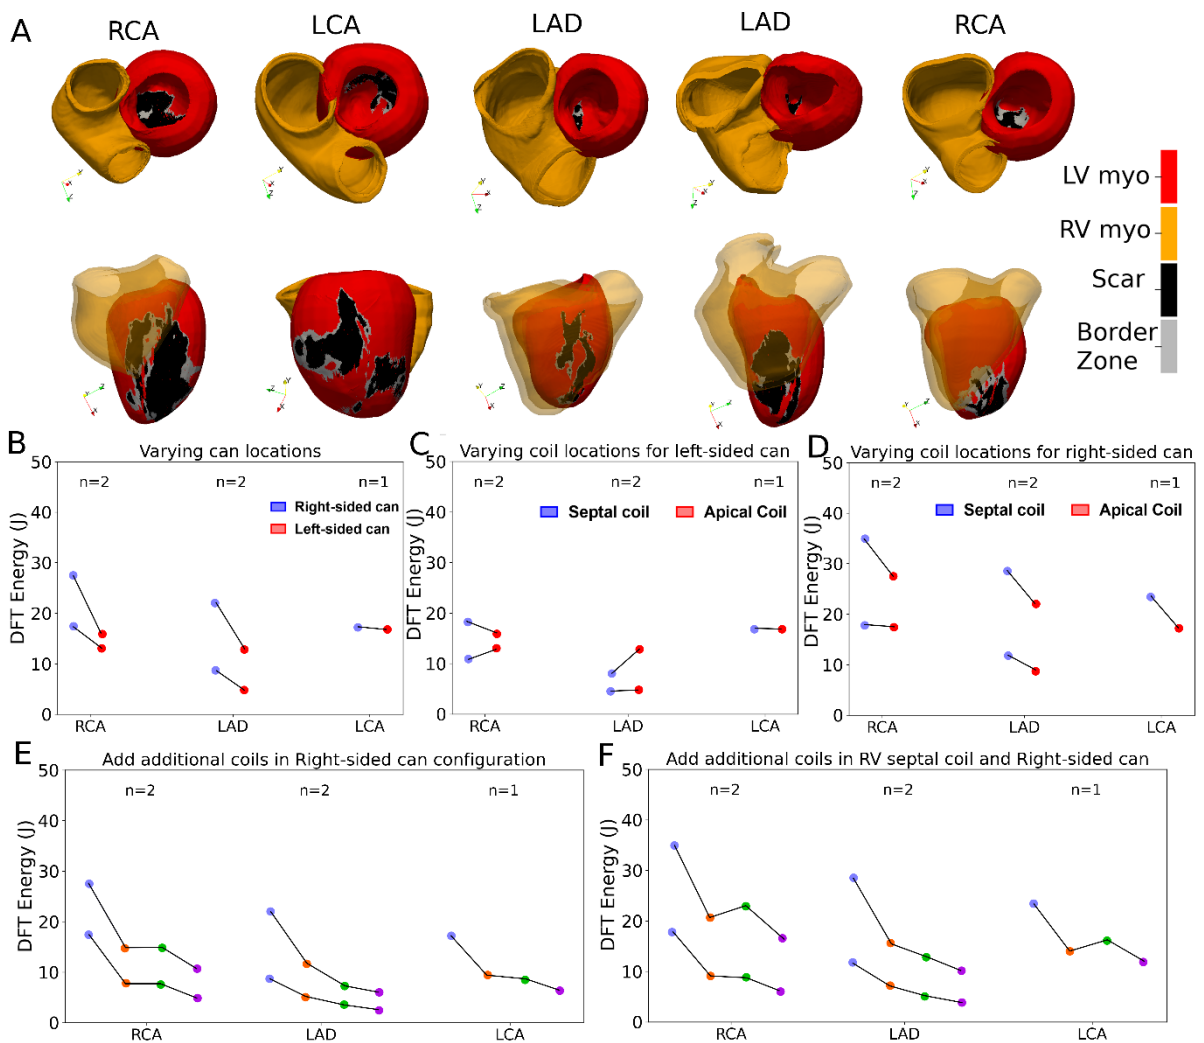 A
RCA
LCA
LAD
LAD
RCA
LV myo
RV myo
Scar
Border
Zone
B
Varying can locations
n=2
n=2
n=1
Right-sided can
Left-sided can
DFT Energy (J)
50
40
30
20
10
0
RCA
LAD
LCA
C
Varying coil locations for left-sided can
n=2
n=2
n=1
Septal coil
Apical Coil
DFT Energy (J)
50
40
30
20
10
0
RCA
LAD
LCA
D
Varying coil locations for right-sided can
n=2
n=2
n=1
Septal coil
Apical Coil
DFT Energy (J)
50
40
30
20
10
0
RCA
LAD
LCA
E
Add additional coils in Right-sided can configuration
n=2
n=2
n=1
DFT Energy (J)
50
40
30
20
10
0
RCA
LAD
LCA
F
Add additional coils in RV septal coil and Right-sided can
n=2
n=2
n=1
DFT Energy (J)
50
40
30
20
10
0
RCA
LAD
LCA